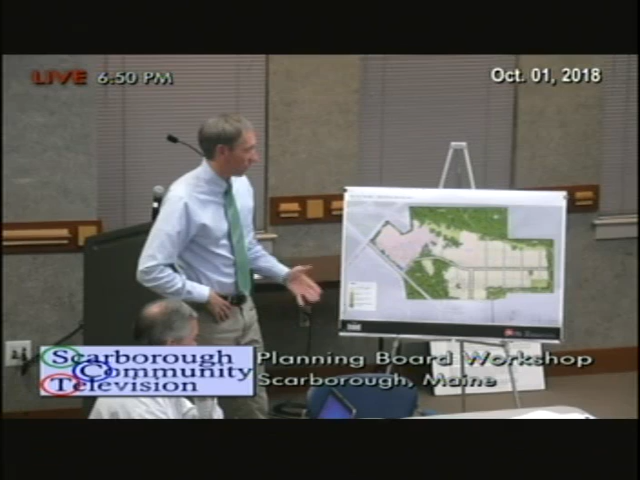 LIVE 6:50 PM
Oct. 01, 2018
Scarborough
Community
Television
Planning Board Workshop
Scarborough, Maine